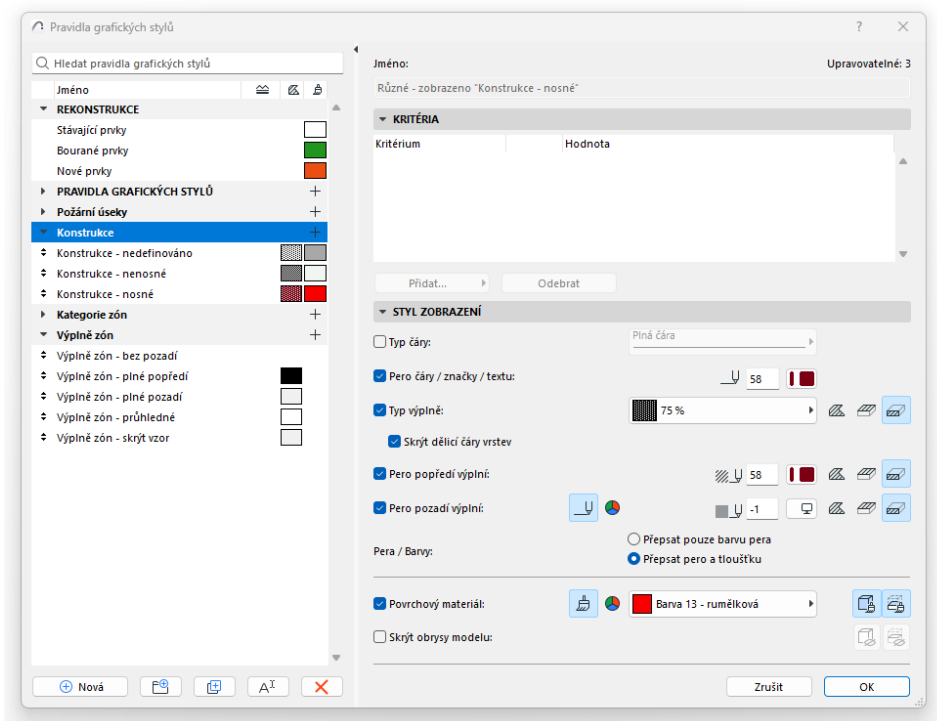 Pravidla grafických stylů
Hledat pravidla grafických stylů
Jméno
REKONSTRUKCE
Stávající prvky
Bourané prvky
Nové prvky
PRAVIDLA GRAFICKÝCH STYLŮ
Požární úseky
Konstrukce
Konstrukce - nedefinováno
Konstrukce - nenosné
Konstrukce - nosné
Kategorie zón
Výplně zón
Výplně zón - bez pozadí
Výplně zón - plné popředí
Výplně zón - plné pozadí
Výplně zón - průhledné
Výplně zón - skrýt vzor
Nová
Jméno: Upravovatelné: 3
Různé - zobrazeno "Konstrukce - nosné"
KRITÉRIA
Kritérium Hodnota
Přidat... Odebrat
STYL ZOBRAZENÍ
Typ čáry: Plná čára
Pero čáry / značky / textu: 58
Typ výplně: 75 %
Skrýt dělicí čáry vrstev
Pero popředí výplní: 58
Pero pozadí výplní: -1
Pera / Barvy:
Přepsat pouze barvu pera
Přepsat pero a tloušťku
Povrchový materiál: Barva 13 - rumělková
Skrýt obrysy modelu:
Zrušit OK